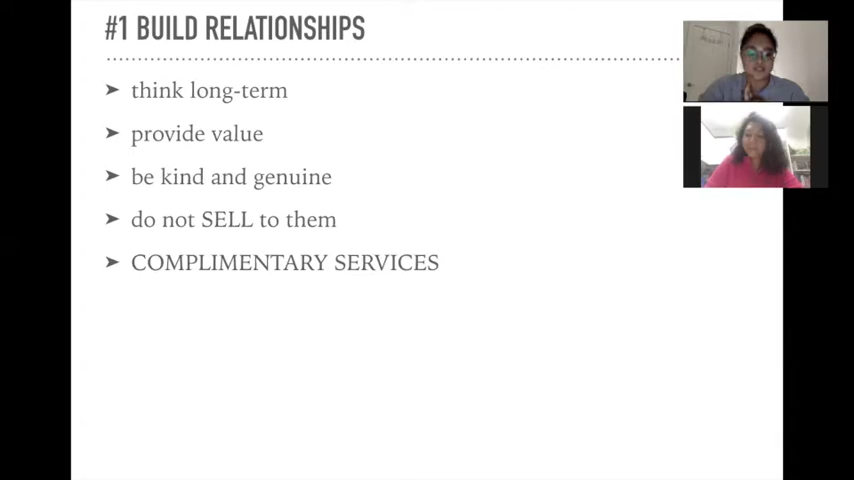 #1 BUILD RELATIONSHIPS
➤ think long-term
➤ provide value
➤ be kind and genuine
➤ do not SELL to them
➤ COMPLIMENTARY SERVICES